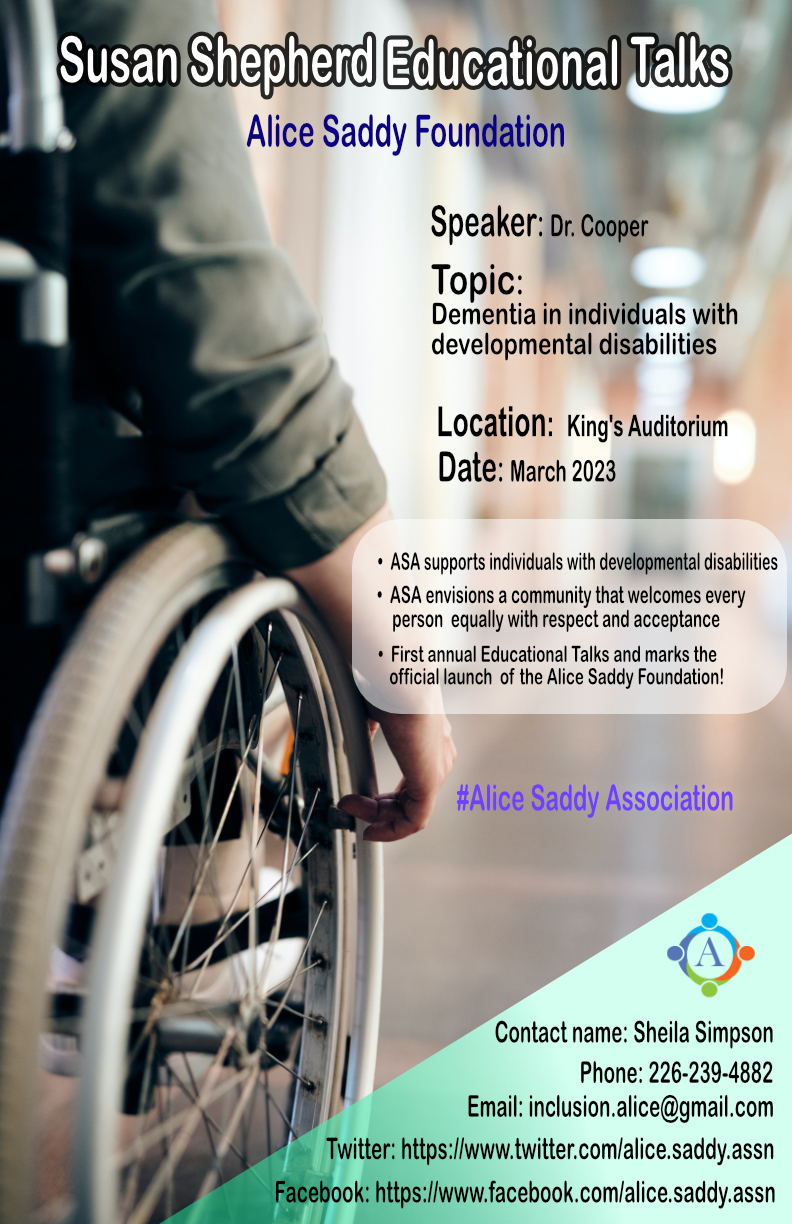 Susan Shepherd Educational Talks
Alice Saddy Foundation
Speaker: Dr. Cooper
Topic:
Dementia in individuals with
developmental disabilities
Location: King's Auditorium
Date: March 2023
• ASA supports individuals with developmental disabilities
• ASA envisions a community that welcomes every
person equally with respect and acceptance
• First annual Educational Talks and marks the
official launch of the Alice Saddy Foundation!
#Alice Saddy Association
A
Contact name: Sheila Simpson
Phone: 226-239-4882
Email: inclusion.alice@gmail.com
Twitter: https://www.twitter.com/alice.saddy.assn
Facebook: https://www.facebook.com/alice.saddy.assn